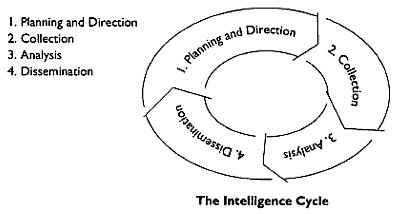 1. Planning and Direction
2. Collection
3. Analysis
4. Dissemination
1. Planning and Direction
2. Collection
3. Analysis
4. Dissemination
The Intelligence Cycle